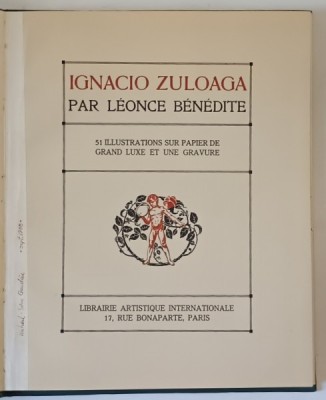 IGNACIO ZULOAGA
PAR LÉONCE BÉNÉDITE
51 ILLUSTRATIONS SUR PAPIER DE
GRAND LUXE ET UNE GRAVURE
LIBRAIRIE ARTISTIQUE INTERNATIONALE
17, RUE BONAPARTE, PARIS